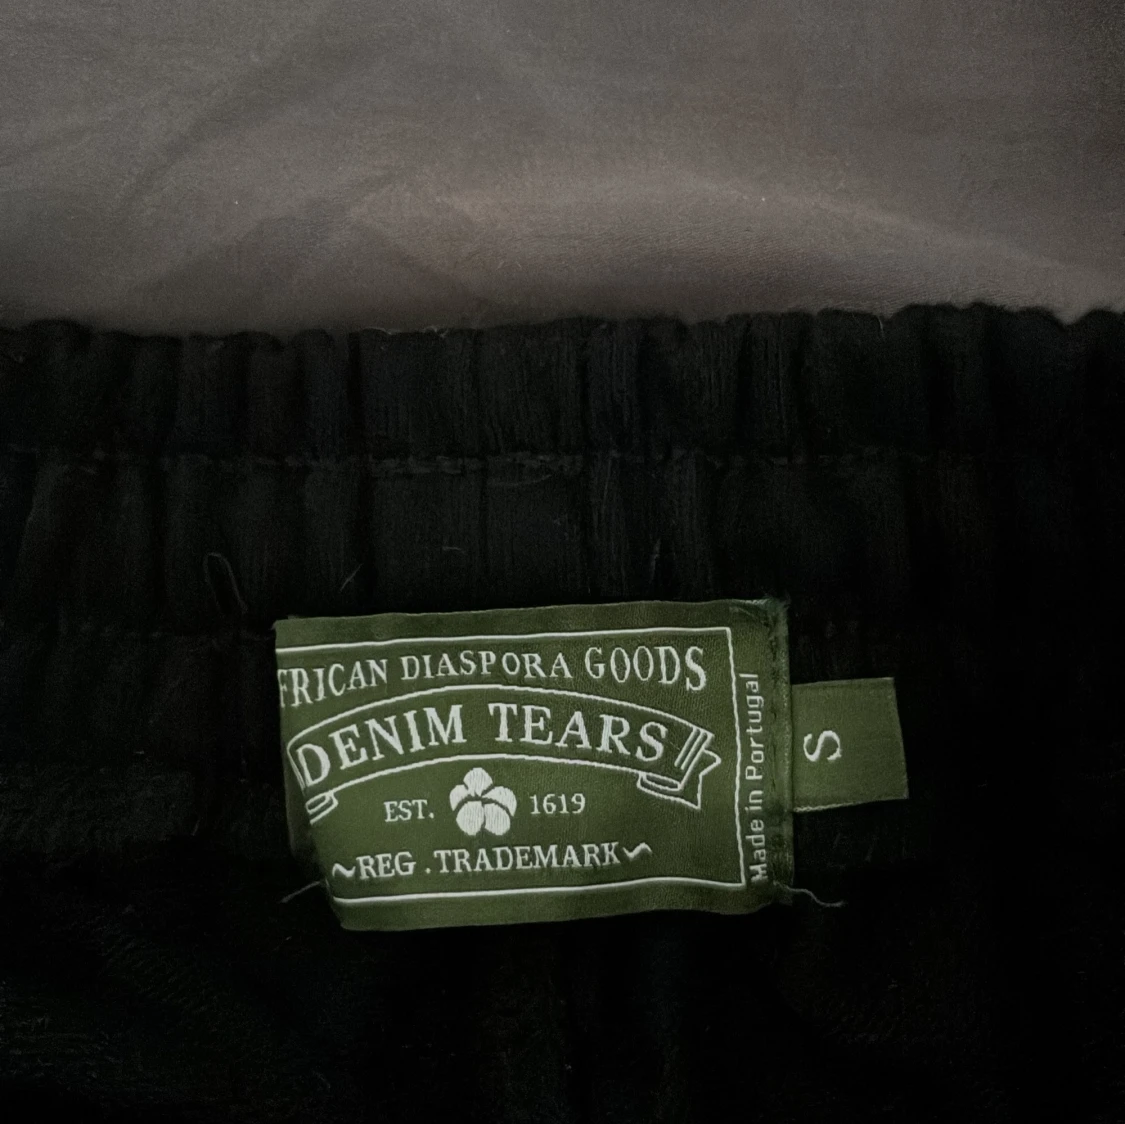 FRICAN DIASPORA GOODS
DENIM TEARS
EST. 1619
~REG .TRADEMARK~
Made in Portugal
S